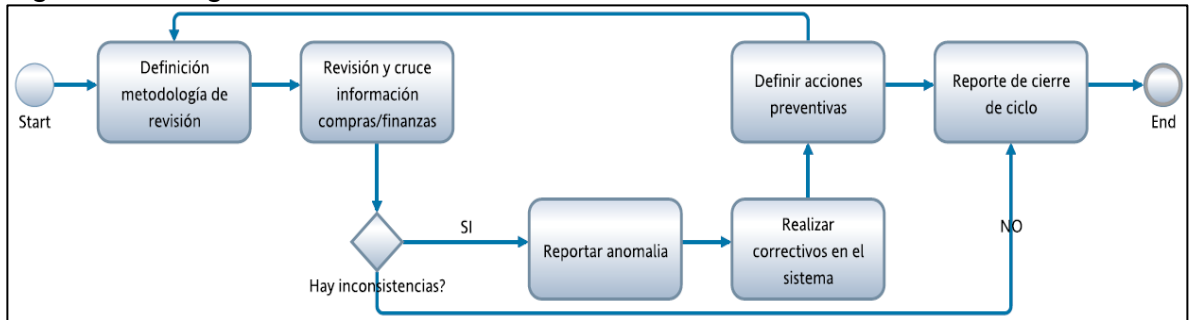 Start
Definición
metodología de
revisión
Revisión y cruce
información
compras/finanzas
Definir acciones
preventivas
Reporte de cierre
de ciclo
End
Hay inconsistencias?
SI
Reportar anomalia
Realizar
correctivos en el
sistema
NO